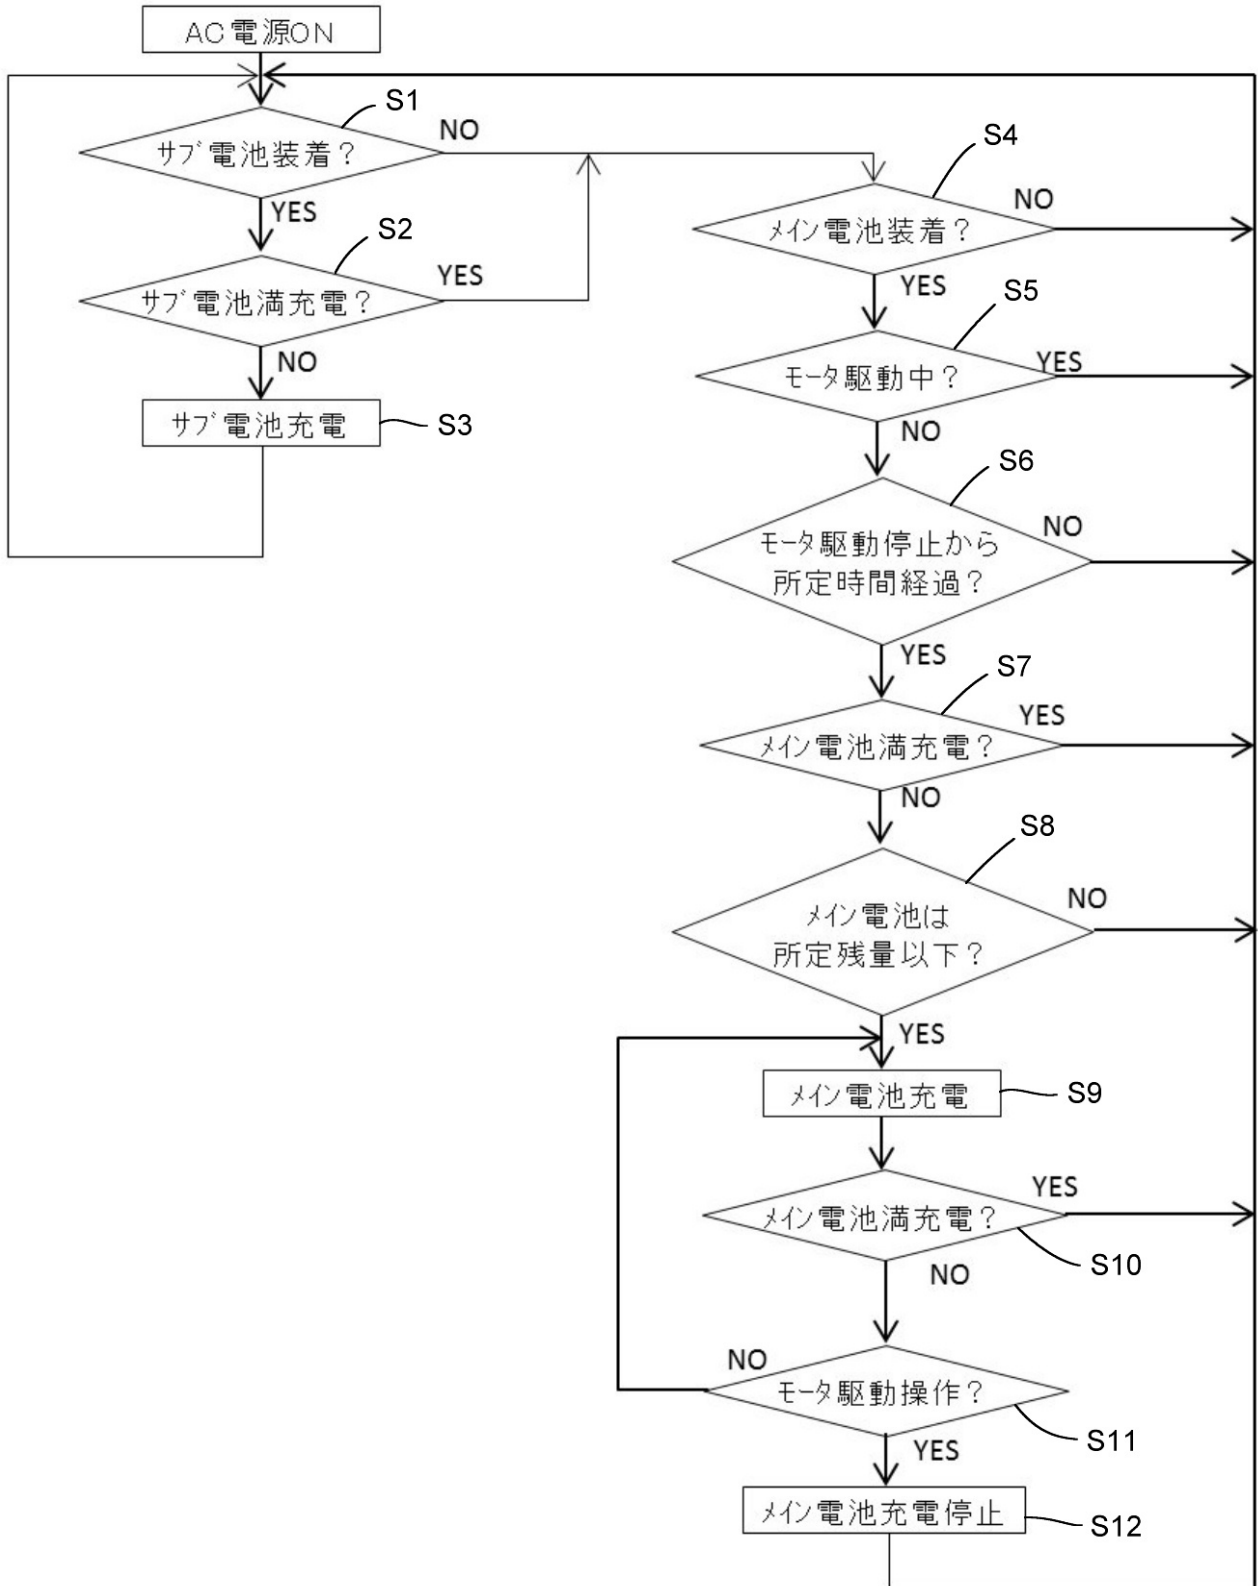 AC電源ON
S1
サブ電池装着？
NO
YES
S2
サブ電池満充電？
YES
NO
サブ電池充電
S3
S4
メイン電池装着？
NO
YES
S5
モータ駆動中？
YES
NO
S6
モータ駆動停止から
所定時間経過？
NO
YES
S7
メイン電池満充電？
YES
NO
S8
メイン電池は
所定残量以下？
NO
YES
メイン電池充電
S9
メイン電池満充電？
YES
S10
NO
NO
モータ駆動操作？
S11
YES
メイン電池充電停止
S12